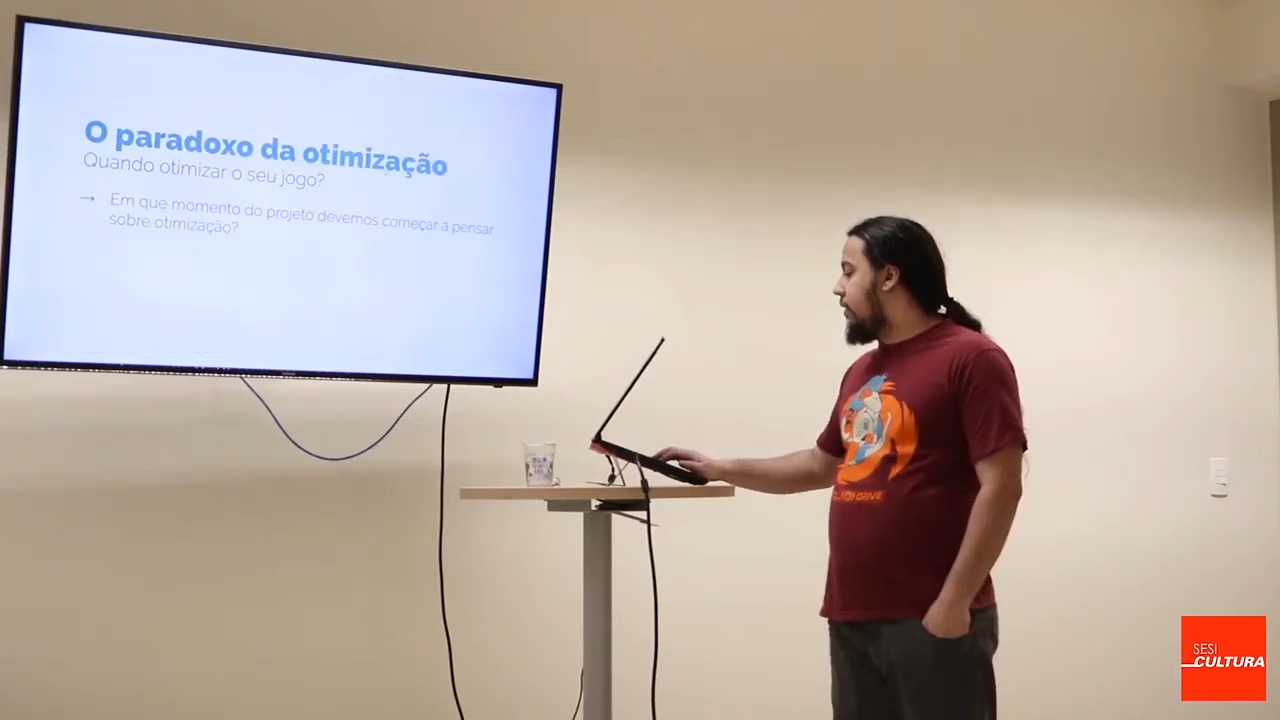 O paradoxo da otimização
Quando otimizar o seu jogo?
→ Em que momento do projeto devemos começar a pensar
sobre otimização?
SESI
CULTURA